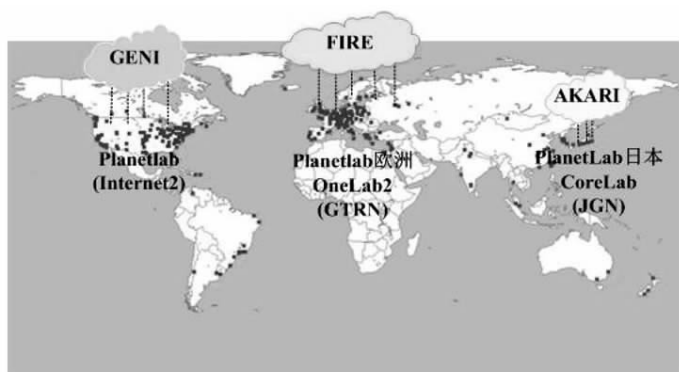 GENI
FIRE
AKARI
Planetlab
(Internet2)
Planetlab欧洲
OneLab2
(GTRN)
PlanetLab日本
CoreLab
(JGN)